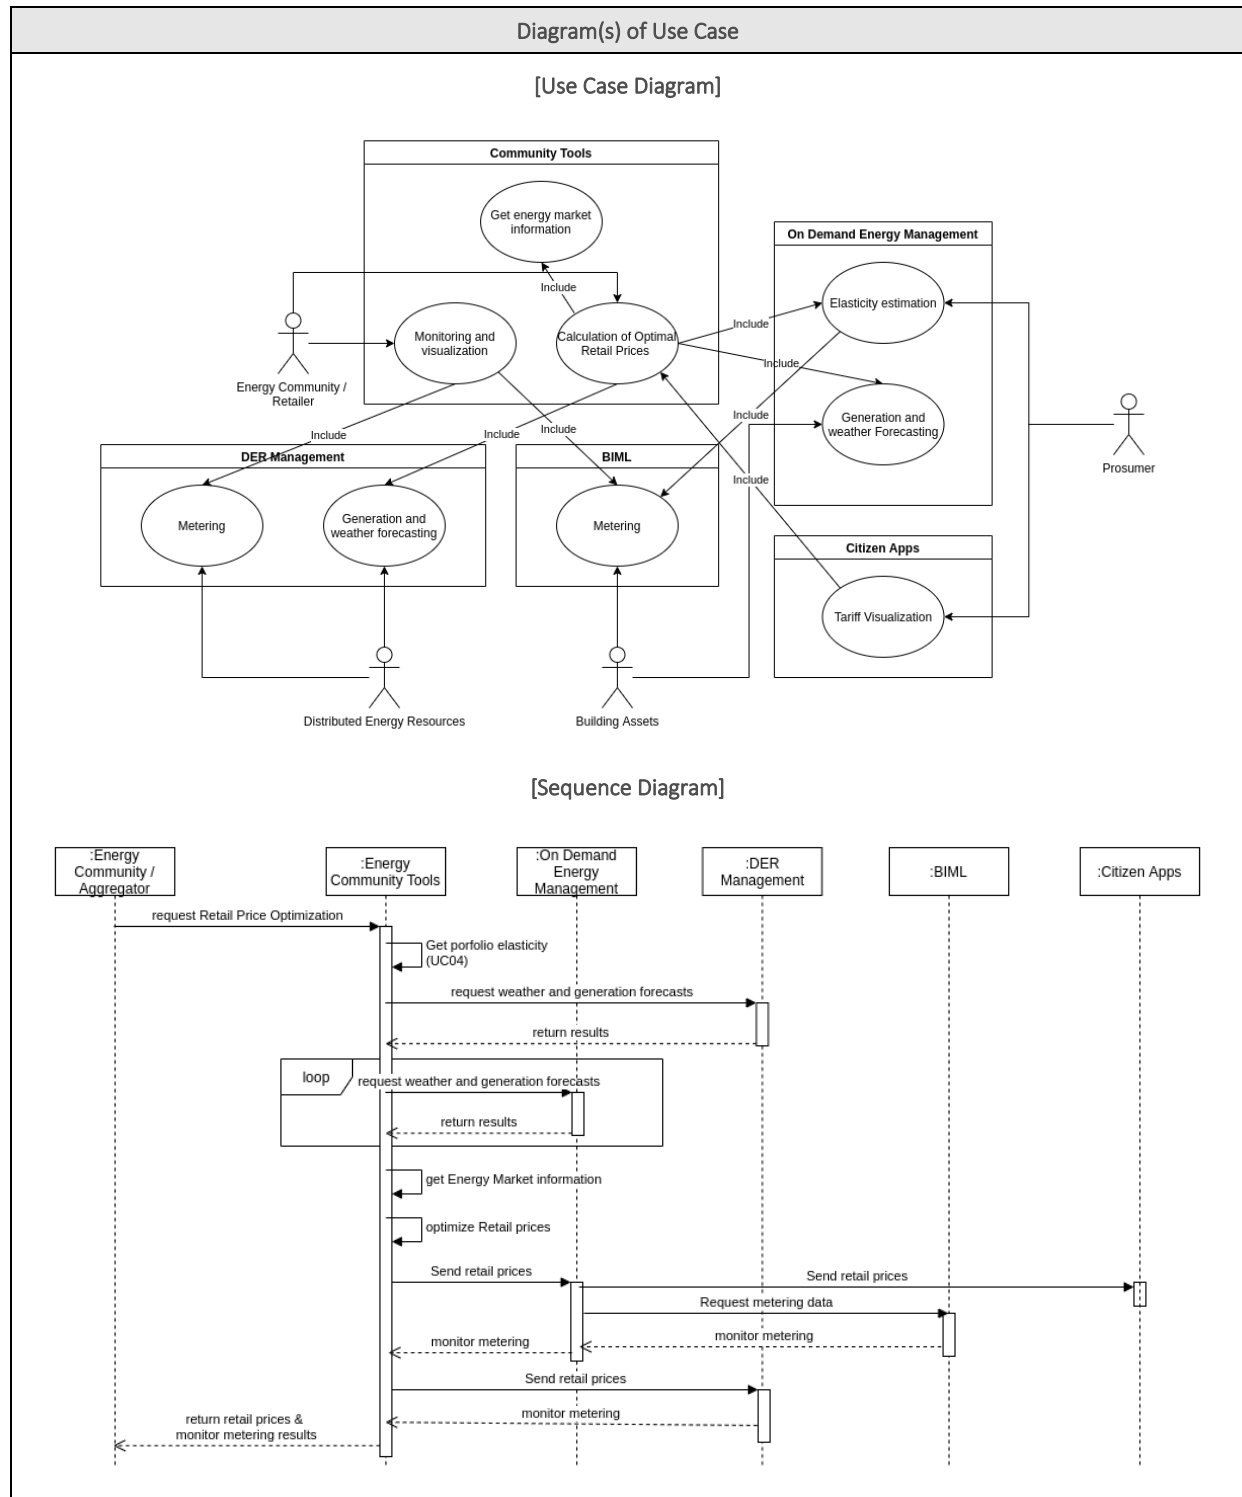 Diagram(s) of Use Case
[Use Case Diagram]
Community Tools
Get energy market
information
Include
Monitoring and
visualization
Calculation of Optimal
Retail Prices
Energy Community /
Retailer
On Demand Energy Management
Elasticity estimation
Include
Include
Generation and
weather Forecasting
Prosumer
Include
Include
Include
Include
Include
DER Management
Metering
Generation and
weather forecasting
BIML
Metering
Citizen Apps
Tariff Visualization
Distributed Energy Resources
Building Assets
[Sequence Diagram]
:Energy
Community /
Aggregator
:Energy
Community Tools
:On Demand
Energy
Management
:DER
Management
:BIML
:Citizen Apps
request Retail Price Optimization
Get porfolio elasticity
(UC04)
request weather and generation forecasts
return results
loop
request weather and generation forecasts
return results
get Energy Market information
optimize Retail prices
Send retail prices
Send retail prices
Request metering data
monitor metering
monitor metering
Send retail prices
monitor metering
return retail prices &
monitor metering results